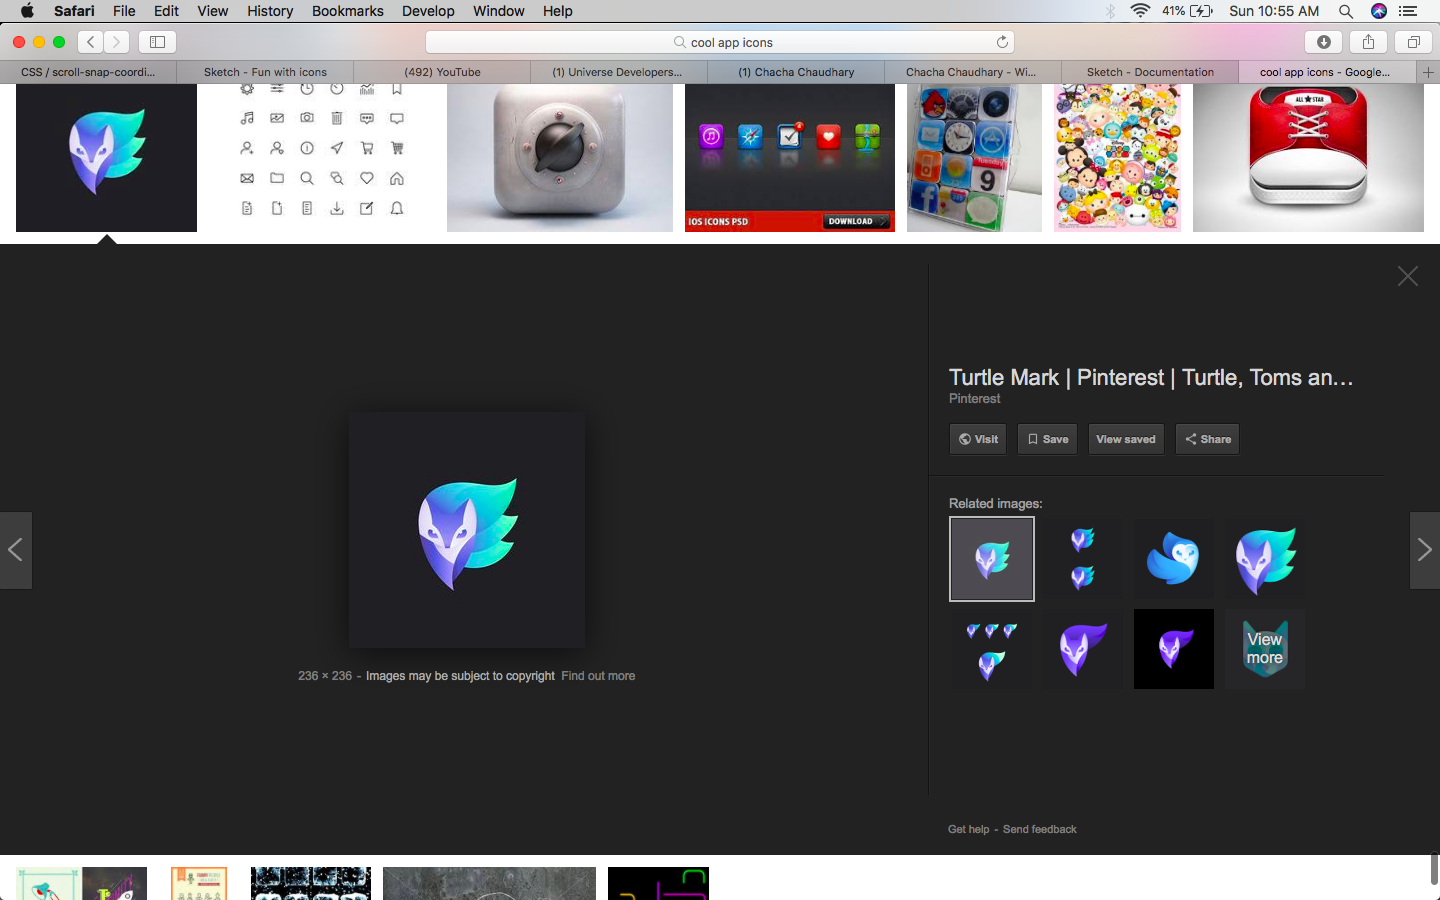 Safari File Edit View History Bookmarks Develop Window Help 41% Sun 10:55 AM
cool app icons
CSS / scroll-snap-coordi... Sketch - Fun with icons (492) YouTube (1) Universe Developers... (1) Chacha Chaudhary Chacha Chaudhary - Wi... Sketch - Documentation cool app icons - Google...
ALL ★ STAR
Tuesday
9
IOS ICONS PSD DOWNLOAD
Turtle Mark | Pinterest | Turtle, Toms an...
Pinterest
Visit Save View saved Share
Related images:
View
more
236 × 236 - Images may be subject to copyright Find out more
Get help - Send feedback